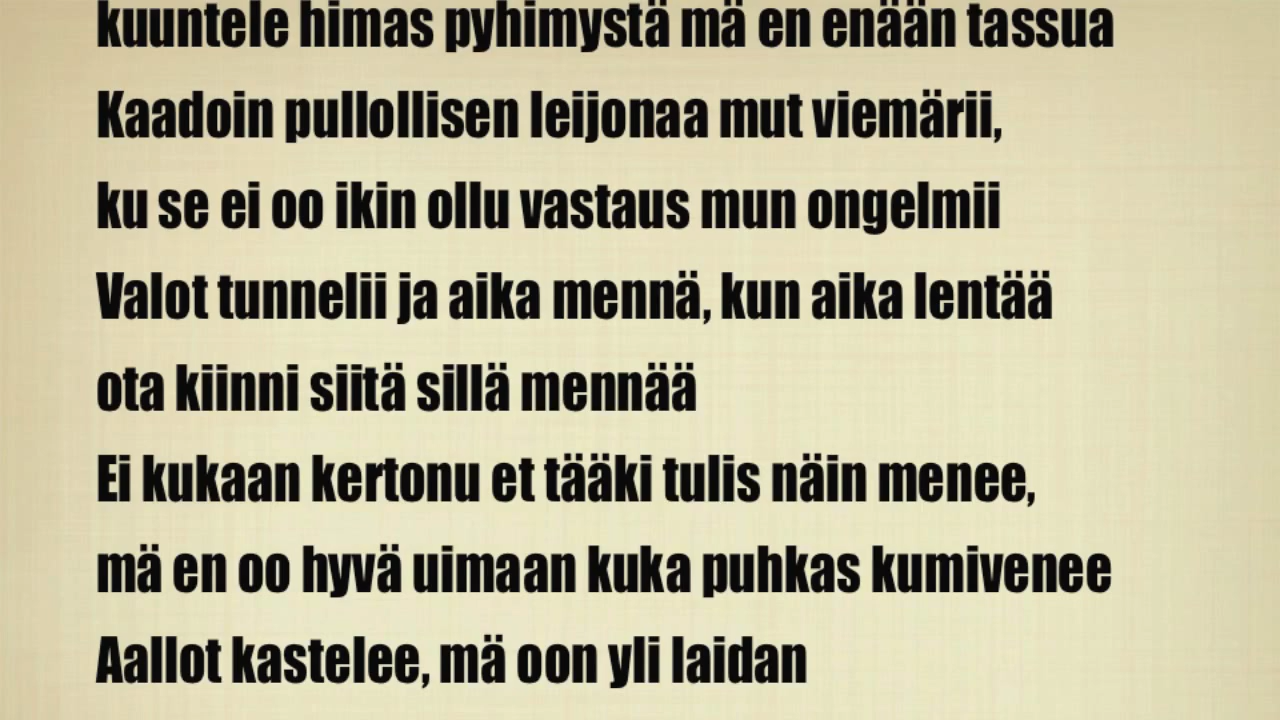 kuuntele himas pyhimystä mä en enään tassua
Kaadoin pullollisen leijonaa mut viemärii,
ku se ei oo ikin ollu vastaus mun ongelmii
Valot tunnelii ja aika mennä, kun aika lentää
ota kiinni siitä sillä mennää
Ei kukaan kertonu et tääki tulis näin menee,
mä en oo hyvä uimaan kuka puhkas kumivenee
Aallot kastelee, mä oon yli laidan